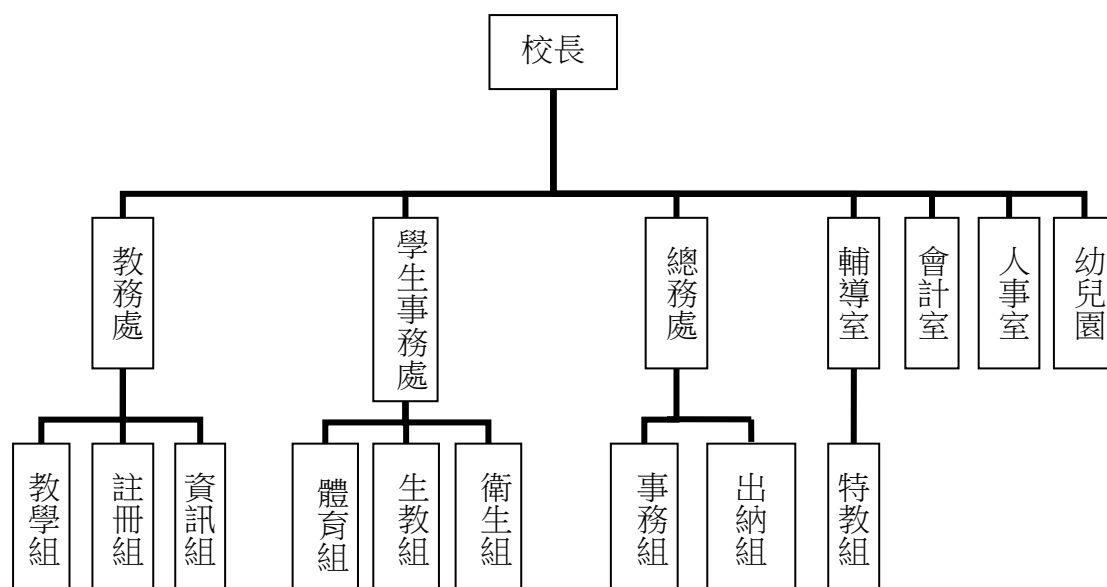 校長
教務處
學生事務處
總務處
輔導室
會計室
人事室
幼兒園
教學組
註冊組
資訊組
體育組
生教組
衛生組
事務組
出納組
特教組